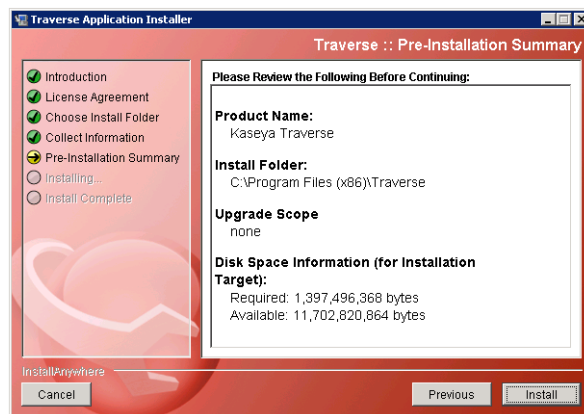 Traverse Application Installer
Traverse :: Pre-Installation Summary
Introduction
License Agreement
Choose Install Folder
Collect Information
Pre-Installation Summary
Installing...
Install Complete
Please Review the Following Before Continuing:
Product Name:
Kaseya Traverse
Install Folder:
C:\Program Files (x86)\Traverse
Upgrade Scope
none
Disk Space Information (for Installation
Target):
Required: 1,397,496,368 bytes
Available: 11,702,820,864 bytes
InstallAnywhere
Cancel
Previous
Install